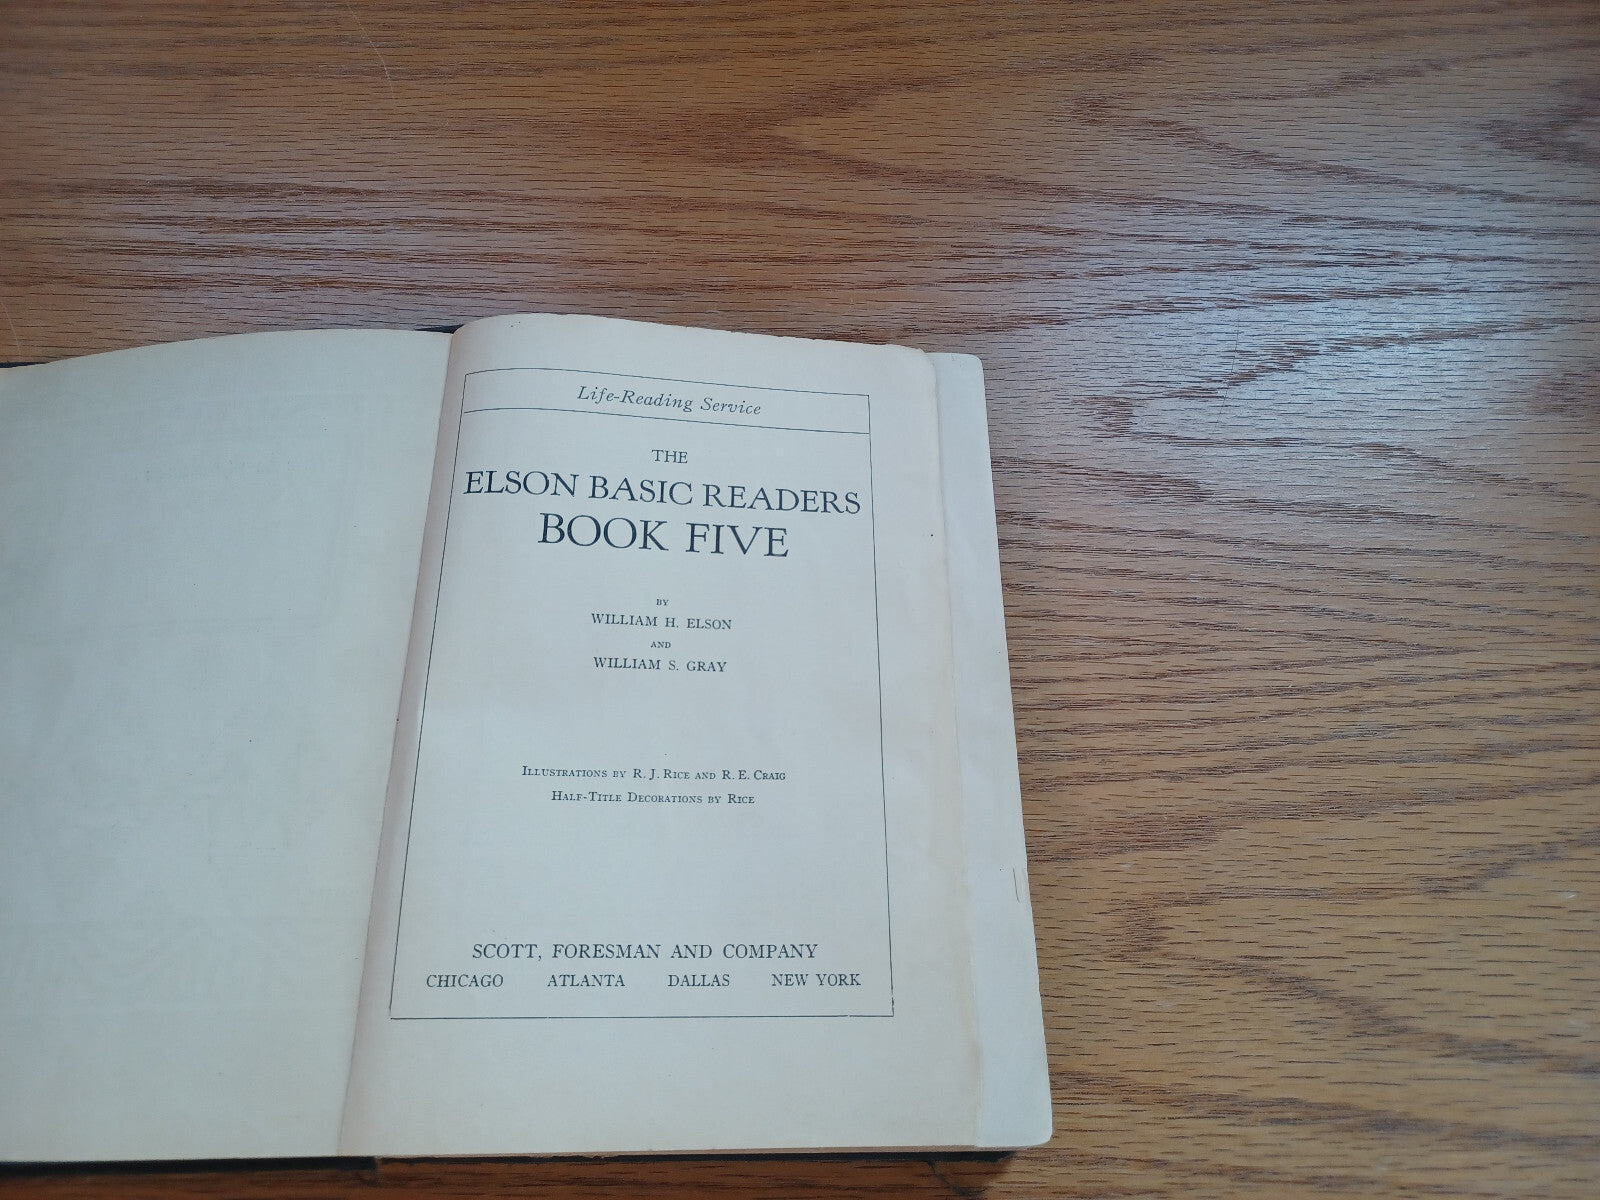 Life-Reading Service
THE
ELSON BASIC READERS
BOOK FIVE
BY
WILLIAM H. ELSON
AND
WILLIAM S. GRAY
ILLUSTRATIONS BY R. J. RICE AND R. E. CRAIG
HALF-TITLE DECORATIONS BY RICE
SCOTT, FORESMAN AND COMPANY
CHICAGO ATLANTA DALLAS NEW YORK